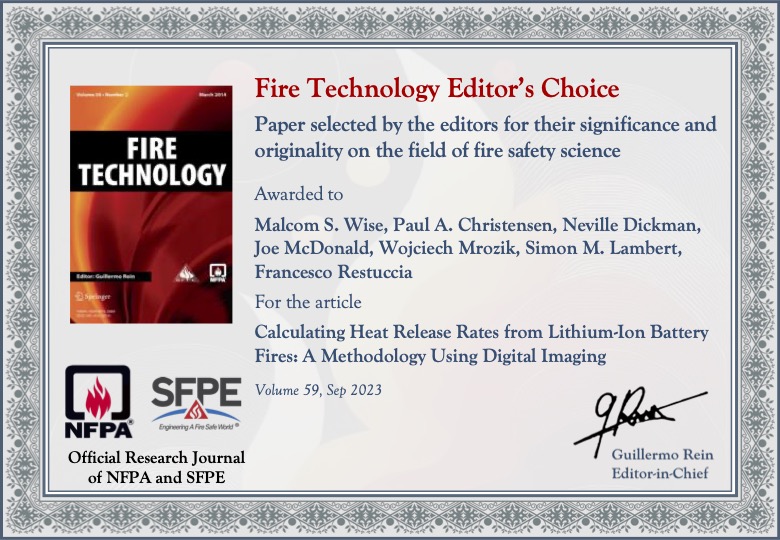 Fire Technology Editor's Choice
Paper selected by the editors for their significance and
originality on the field of fire safety science
Awarded to
Malcom S. Wise, Paul A. Christensen, Neville Dickman,
Joe McDonald, Wojciech Mrozik, Simon M. Lambert,
Francesco Restuccia
For the article
Calculating Heat Release Rates from Lithium-Ion Battery
Fires: A Methodology Using Digital Imaging
Volume 59, Sep 2023
Guillermo Rein
Editor-in-Chief
March 2014
FIRE
TECHNOLOGY
Editor: Guillermo Rein
NFPA
Springer
NFPA®
SFPE
Engineering A Fire Safe World®
Official Research Journal
of NFPA and SFPE